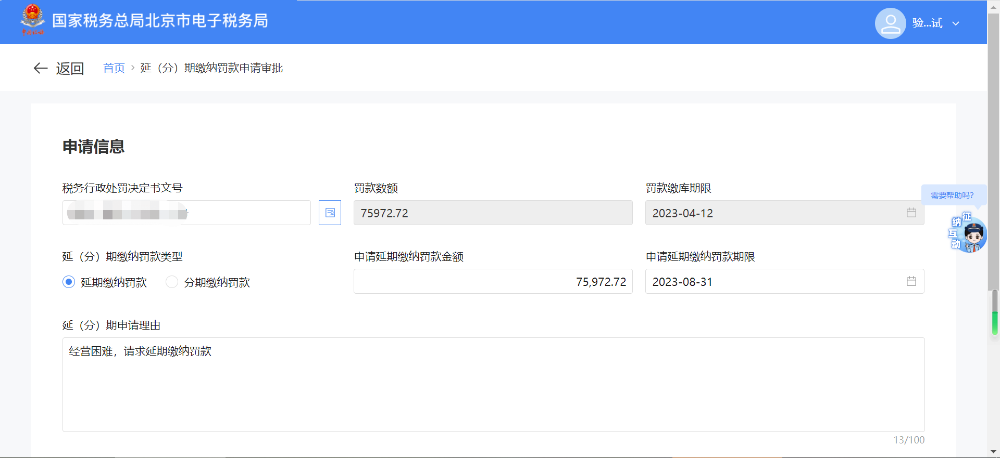 国家税务总局北京市电子税务局
验...试
返回
首页 > 延（分）期缴纳罚款申请审批
申请信息
税务行政处罚决定书文号
罚款数额
罚款缴库期限
75972.72
2023-04-12
需要帮助吗?
征纳互动
延（分）期缴纳罚款类型
申请延期缴纳罚款金额
申请延期缴纳罚款期限
延期缴纳罚款
分期缴纳罚款
75,972.72
2023-08-31
延（分）期申请理由
经营困难，请求延期缴纳罚款
13/100